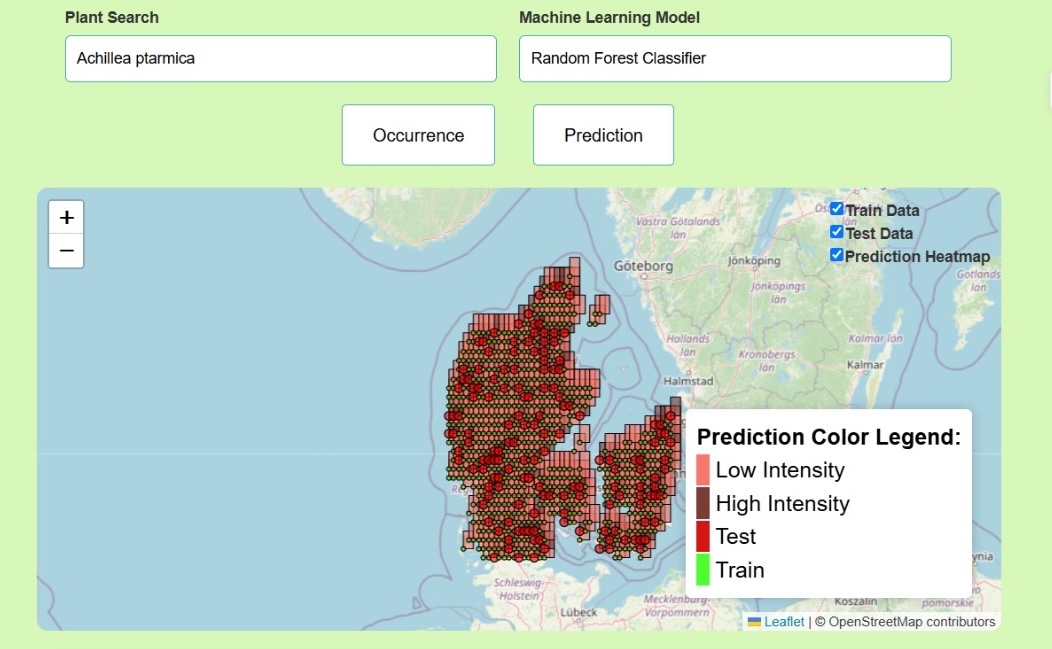 Plant Search
Machine Learning Model
Achillea ptarmica
Random Forest Classifier
Occurrence
Prediction
+
−
Train Data
Test Data
Prediction Heatmap
Västra Götalands
län
Göteborg
Jönköping
Jönköpings
län
Gotlands
län
Hallands
län
Kronobergs
län
Kalmar län
Kalmar
Halmstad
Prediction Color Legend:
Low Intensity
High Intensity
Test
Train
Schleswig-
Holstein
Lübeck
Mecklenburg-
Vorpommern
Koszalin
pomorskie
Leaflet | © OpenStreetMap contributors